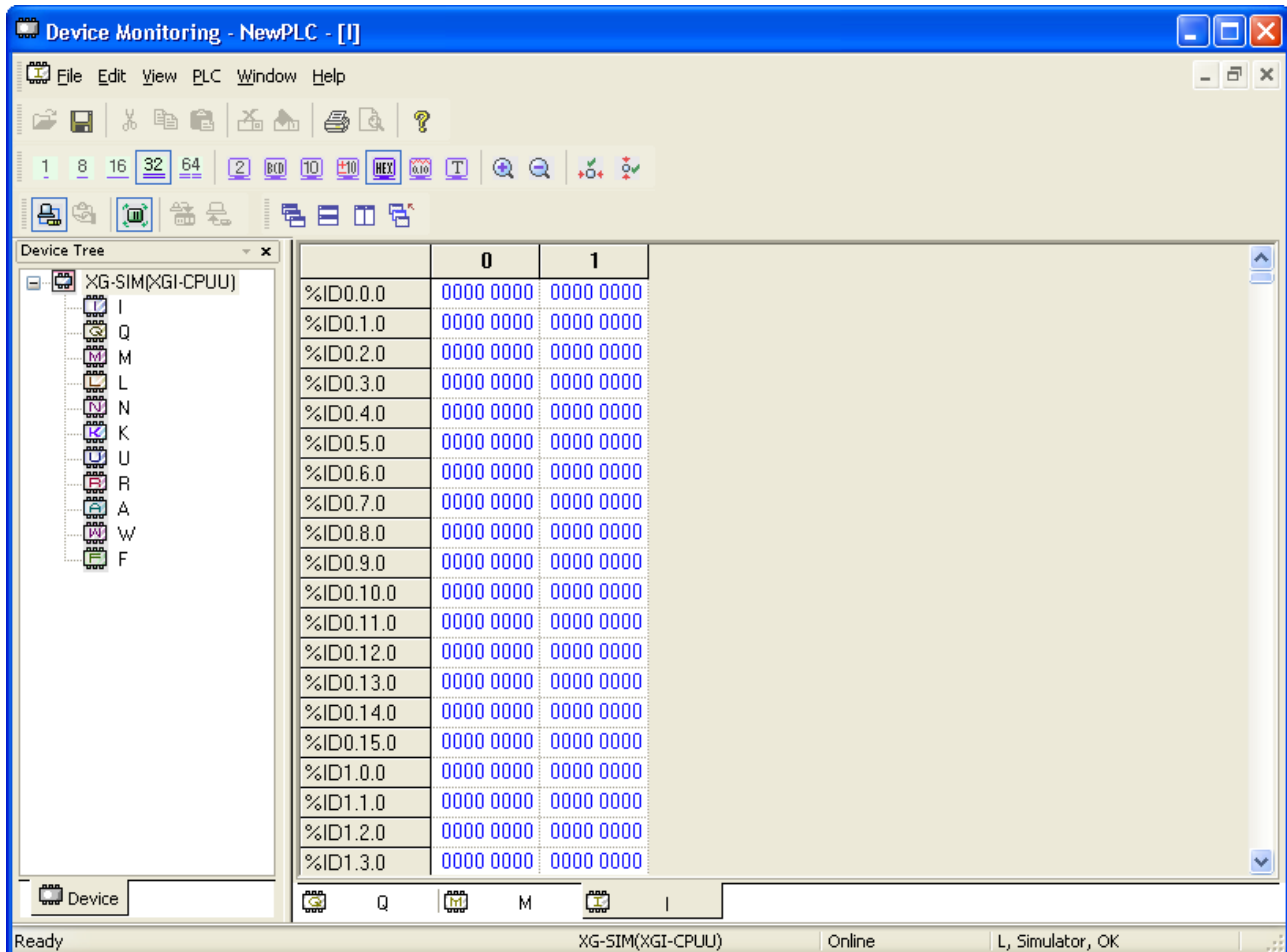 Device Monitoring - NewPLC - [I]
File Edit View PLC Window Help
1 8 16 32 64 2 BCD 10 ±10 HEX 0.10 T
Device Tree
XG-SIM(XGI-CPUU)
I
Q
M
L
N
K
U
R
A
W
F
0 1
%ID0.0.0 0000 0000 0000 0000
%ID0.1.0 0000 0000 0000 0000
%ID0.2.0 0000 0000 0000 0000
%ID0.3.0 0000 0000 0000 0000
%ID0.4.0 0000 0000 0000 0000
%ID0.5.0 0000 0000 0000 0000
%ID0.6.0 0000 0000 0000 0000
%ID0.7.0 0000 0000 0000 0000
%ID0.8.0 0000 0000 0000 0000
%ID0.9.0 0000 0000 0000 0000
%ID0.10.0 0000 0000 0000 0000
%ID0.11.0 0000 0000 0000 0000
%ID0.12.0 0000 0000 0000 0000
%ID0.13.0 0000 0000 0000 0000
%ID0.14.0 0000 0000 0000 0000
%ID0.15.0 0000 0000 0000 0000
%ID1.0.0 0000 0000 0000 0000
%ID1.1.0 0000 0000 0000 0000
%ID1.2.0 0000 0000 0000 0000
%ID1.3.0 0000 0000 0000 0000
Device
Q M I
Ready XG-SIM(XGI-CPUU) Online L, Simulator, OK